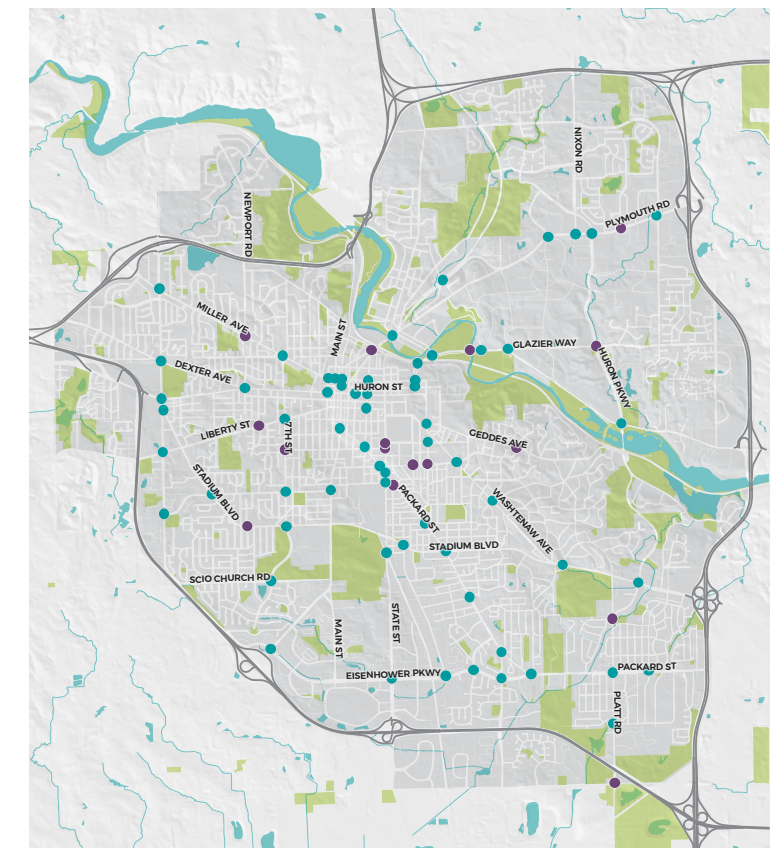 NIXON RD
NEWPORT RD
PLYMOUTH RD
MILLER AVE
MAIN ST
GLAZIER WAY
HURON PKWY
DEXTER AVE
HURON ST
LIBERTY ST
7TH ST
GEDDES AVE
STADIUM BLVD
PACKARD ST
WASHTENAW AVE
STADIUM BLVD
SCIO CHURCH RD
MAIN ST
STATE ST
EISENHOWER PKWY
PACKARD ST
PLATT RD